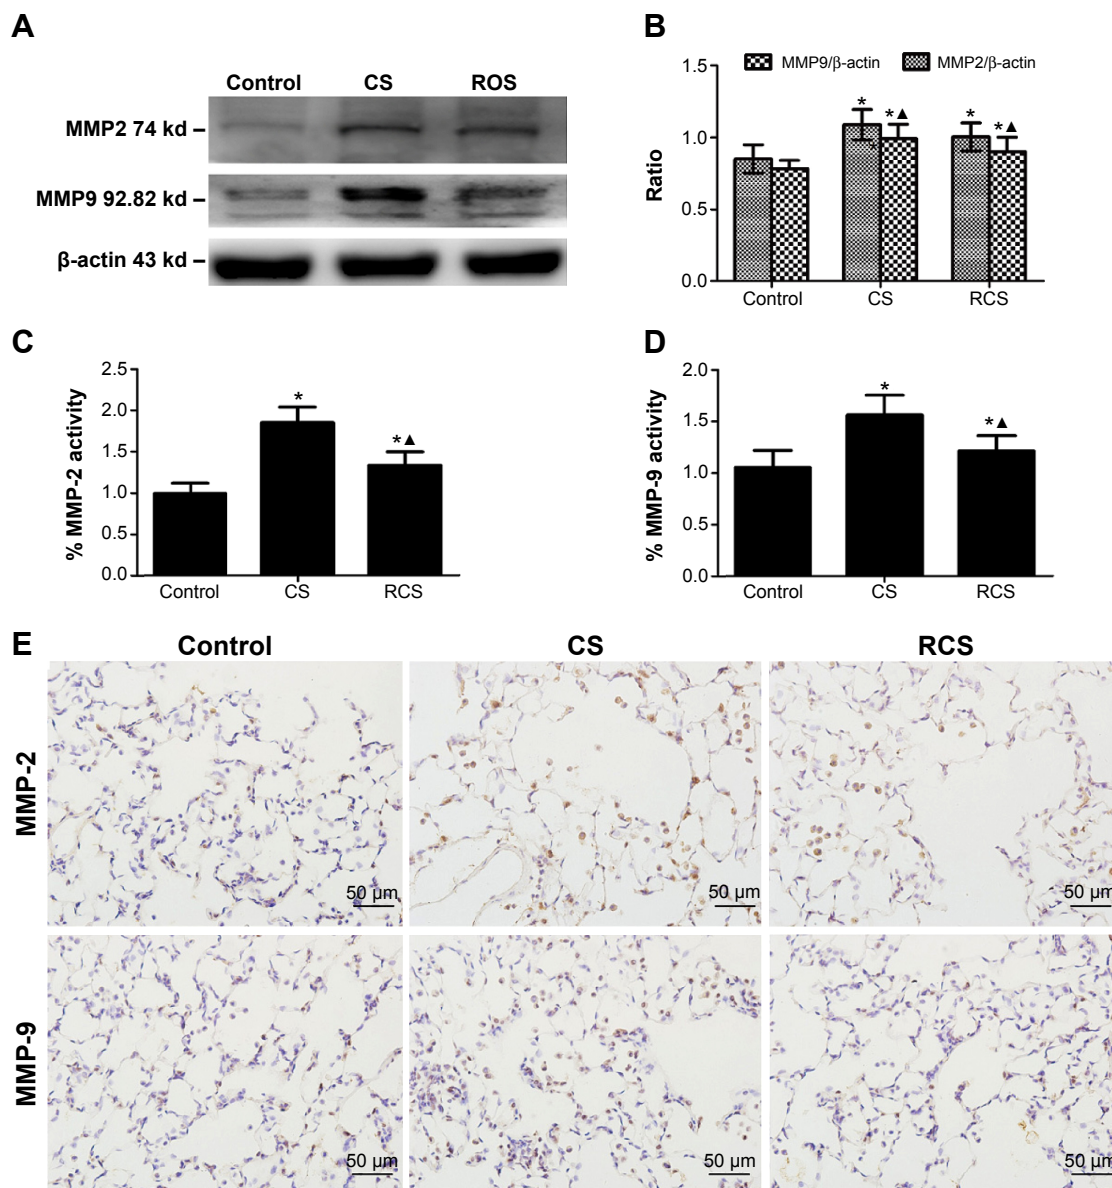 A
Control CS ROS
MMP2 74 kd –
MMP9 92.82 kd –
β-actin 43 kd –
B
MMP9/β-actin MMP2/β-actin
Ratio
1.5
1.0
0.5
0.0
* *▲ * *▲
Control CS RCS
C
% MMP-2 activity
2.5
2.0
1.5
1.0
0.5
0.0
* *▲
Control CS RCS
D
% MMP-9 activity
2.0
1.5
1.0
0.5
0.0
* *▲
Control CS RCS
E
Control CS RCS
MMP-2
50 µm 50 µm 50 µm
MMP-9
50 µm 50 µm 50 µm